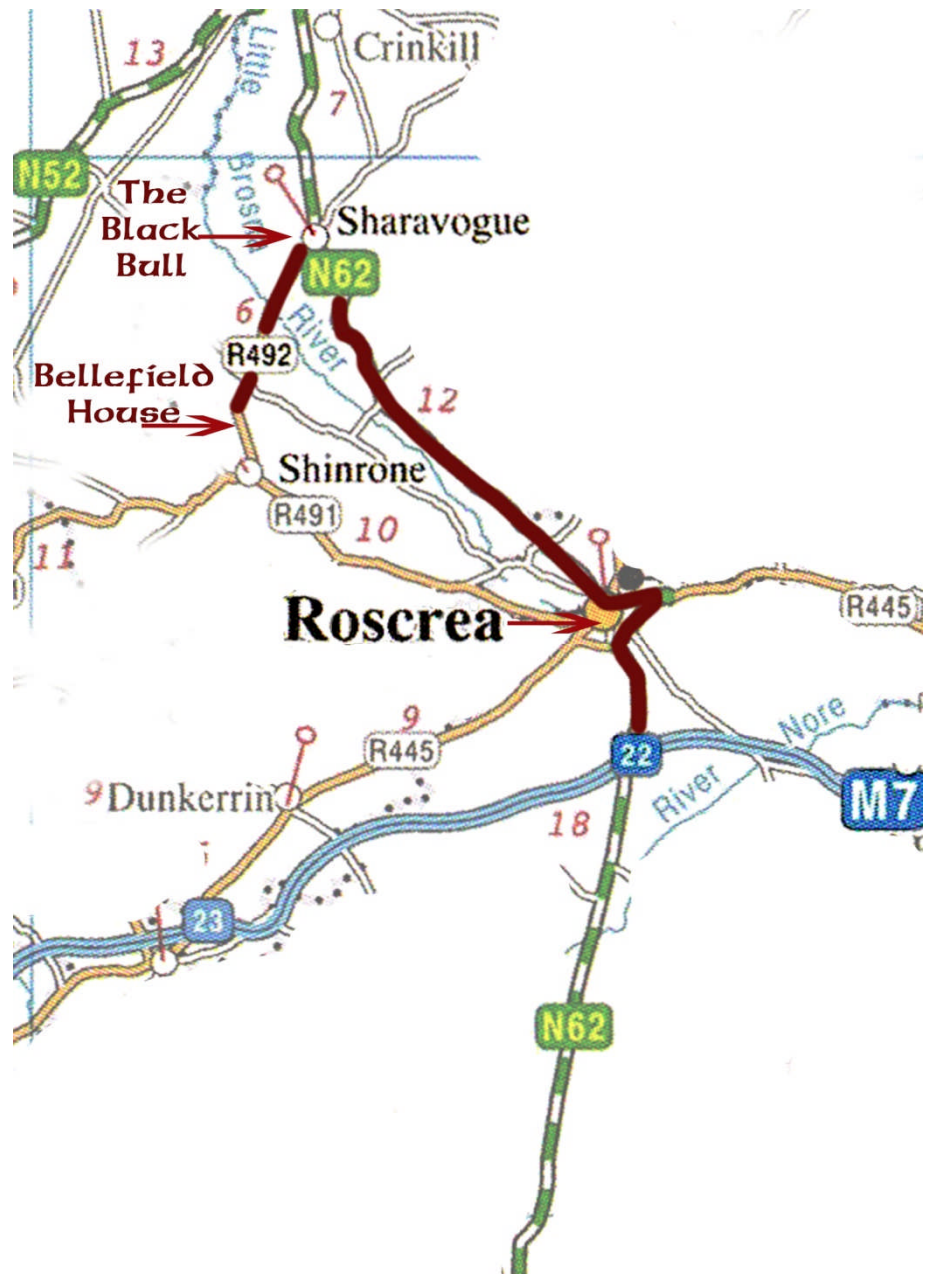 13
Crinkill
Little
7
N52
Brosna
The
Black
Bull
Sharavogue
N62
6
River
R492
Bellefield
House
12
Shinrone
R491
10
11
Roscrea
R445
9
R445
Nore
22
River
M7
9
Dunkerrin
18
23
N62